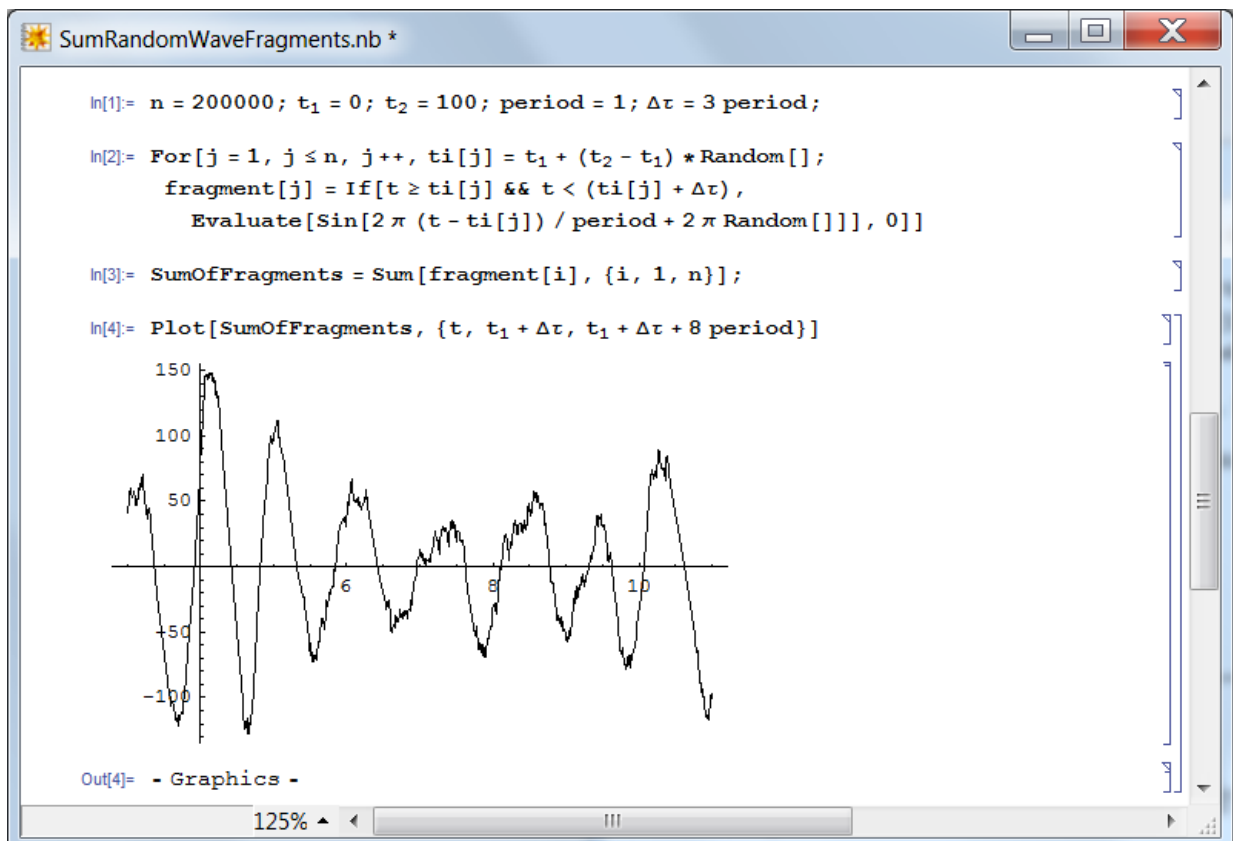 SumRandomWaveFragments.nb *
In[1]:= n = 200000; t₁ = 0; t₂ = 100; period = 1; Δτ = 3 period;
In[2]:= For[j = 1, j ≤ n, j++, ti[j] = t₁ + (t₂ - t₁) * Random[];
fragment[j] = If[t ≥ ti[j] && t < (ti[j] + Δτ),
Evaluate[Sin[2 π (t - ti[j]) / period + 2 π Random[]]], 0]]
In[3]:= SumOfFragments = Sum[fragment[i], {i, 1, n}];
In[4]:= Plot[SumOfFragments, {t, t₁ + Δτ, t₁ + Δτ + 8 period}]
150
100
50
6 8 10
-50
-100
Out[4]= - Graphics -
125%